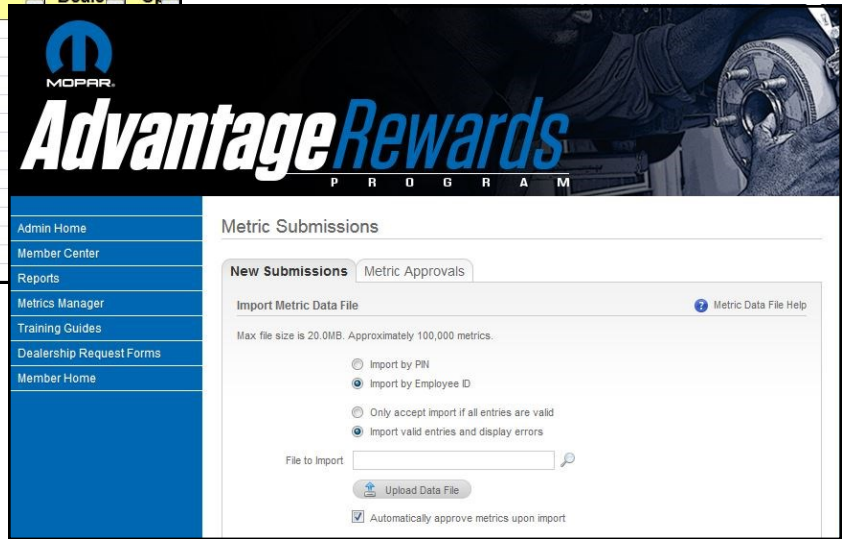 MOPAR.
Advantage Rewards
PROGRAM
Admin Home
Member Center
Reports
Metrics Manager
Training Guides
Dealership Request Forms
Member Home
Metric Submissions
New Submissions Metric Approvals
Import Metric Data File Metric Data File Help
Max file size is 20.0MB. Approximately 100,000 metrics.
Import by PIN
Import by Employee ID
Only accept import if all entries are valid
Import valid entries and display errors
File to Import
Upload Data File
Automatically approve metrics upon import